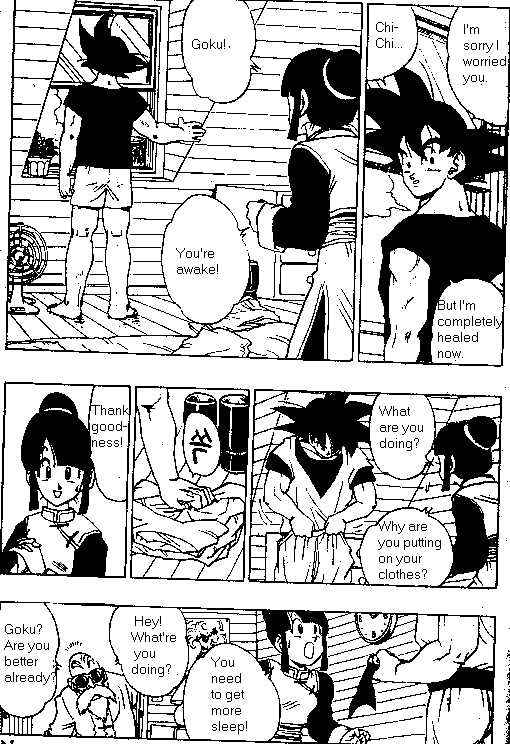 Goku!
You're
awake!
Chi-
Chi...
I'm
sorry I
worried
you.
But I'm
completely
healed
now.
Thank
good-
ness!
쓱
What
are you
doing?
Why are
you putting
on your
clothes?
Goku?
Are you
better
already?
Hey!
What're
you
doing?
You
need to
get
more
sleep!